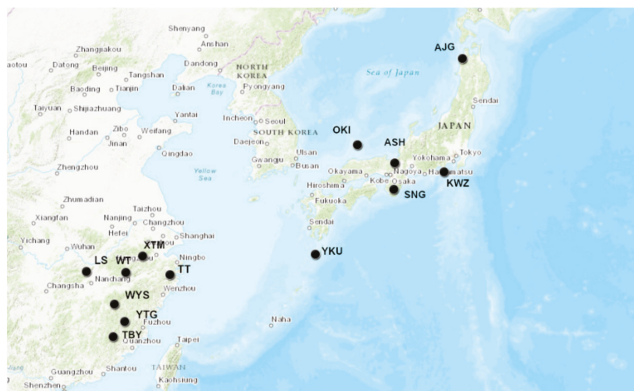 Shenyang
Anshan
Zhangjiakou
aotou
Datong
Beijing
Tangshan
Dandong
NORTH
KOREA
Baoding
Tianjin
Dalian
Korea
Bay
Pyongyang
Taiyuan
Shijiazhuang
Yantai
Incheon
Seoul
SOUTH KOREA
Handan
Zibo
Weifang
Jinan
Daejeon
Qingdao
Ulsan
Gwangju
Busan
Zhengzhou
Yellow
Sea
Zhumadian
Taizhou
Xiangfan
Nanjing
Changzhou
Hefei
Shanghai
Yichang
Wuhan
XTM
LS
WT
Ningbo
TT
Nanchang
Changsha
Wenzhou
WYS
YTG
Fuzhou
TBY
Quanzhou
Taipei
Guangzhou
Shantou
TAIWAN
Shenzhen
Kaohsiung
AJG
Sea of Japan
Sendai
OKI
JAPAN
ASH
Yokohama
Tokyo
Okayama
Nagoya
Kobe
Osaka
Hiroshima
KWZ
SNG
Fukuoka
Sendai
YKU
Naha